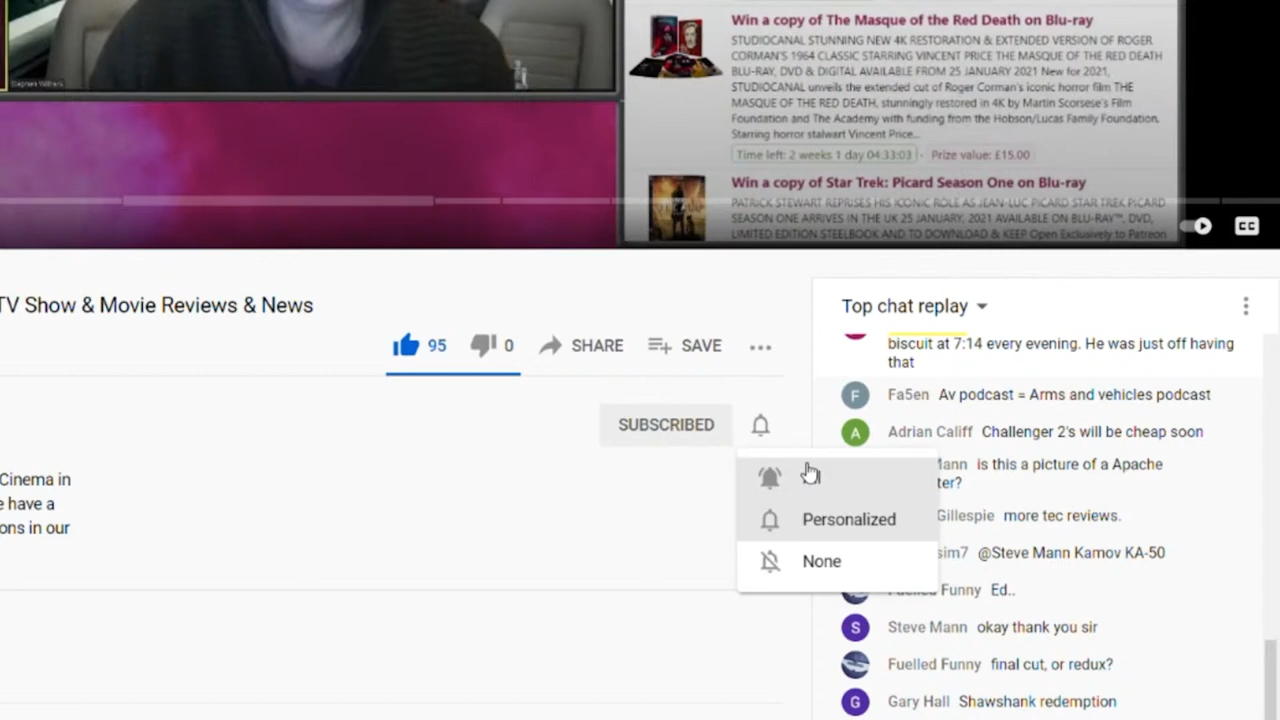 Stephen Williams
Win a copy of The Masque of the Red Death on Blu-ray
STUDIOCANAL STUNNING NEW 4K RESTORATION & EXTENDED VERSION OF ROGER
CORMAN'S 1964 CLASSIC STARRING VINCENT PRICE THE MASQUE OF THE RED DEATH
BLU-RAY, DVD & DIGITAL AVAILABLE FROM 25 JANUARY 2021 New for 2021,
STUDIOCANAL unveils the extended cut of Roger Corman's iconic horror film THE
MASQUE OF THE RED DEATH, stunningly restored in 4K by Martin Scorsese's Film
Foundation and The Academy with funding from the Hobson/Lucas Family Foundation.
Starring horror stalwart Vincent Price...
Time left: 2 weeks 1 day 04:33:03 - Prize value: £15.00
Win a copy of Star Trek: Picard Season One on Blu-ray
PATRICK STEWART REPRISES HIS ICONIC ROLE AS JEAN-LUC PICARD STAR TREK PICARD
SEASON ONE ARRIVES IN THE UK 25 JANUARY, 2021 AVAILABLE ON BLU-RAY™, DVD,
LIMITED EDITION STEELBOOK AND TO DOWNLOAD & KEEP Open Exclusively to Patreon
CC
TV Show & Movie Reviews & News
95 0 SHARE SAVE
SUBSCRIBED
Cinema in
e have a
ons in our
Personalized
None
Top chat replay
biscuit at 7:14 every evening. He was just off having
that
F Fa5en Av podcast = Arms and vehicles podcast
A Adrian Califf Challenger 2's will be cheap soon
Mann is this a picture of a Apache
ter?
Gillespie more tec reviews.
sim7 @Steve Mann Kamov KA-50
Fuelled Funny Ed..
S Steve Mann okay thank you sir
Fuelled Funny final cut, or redux?
G Gary Hall Shawshank redemption